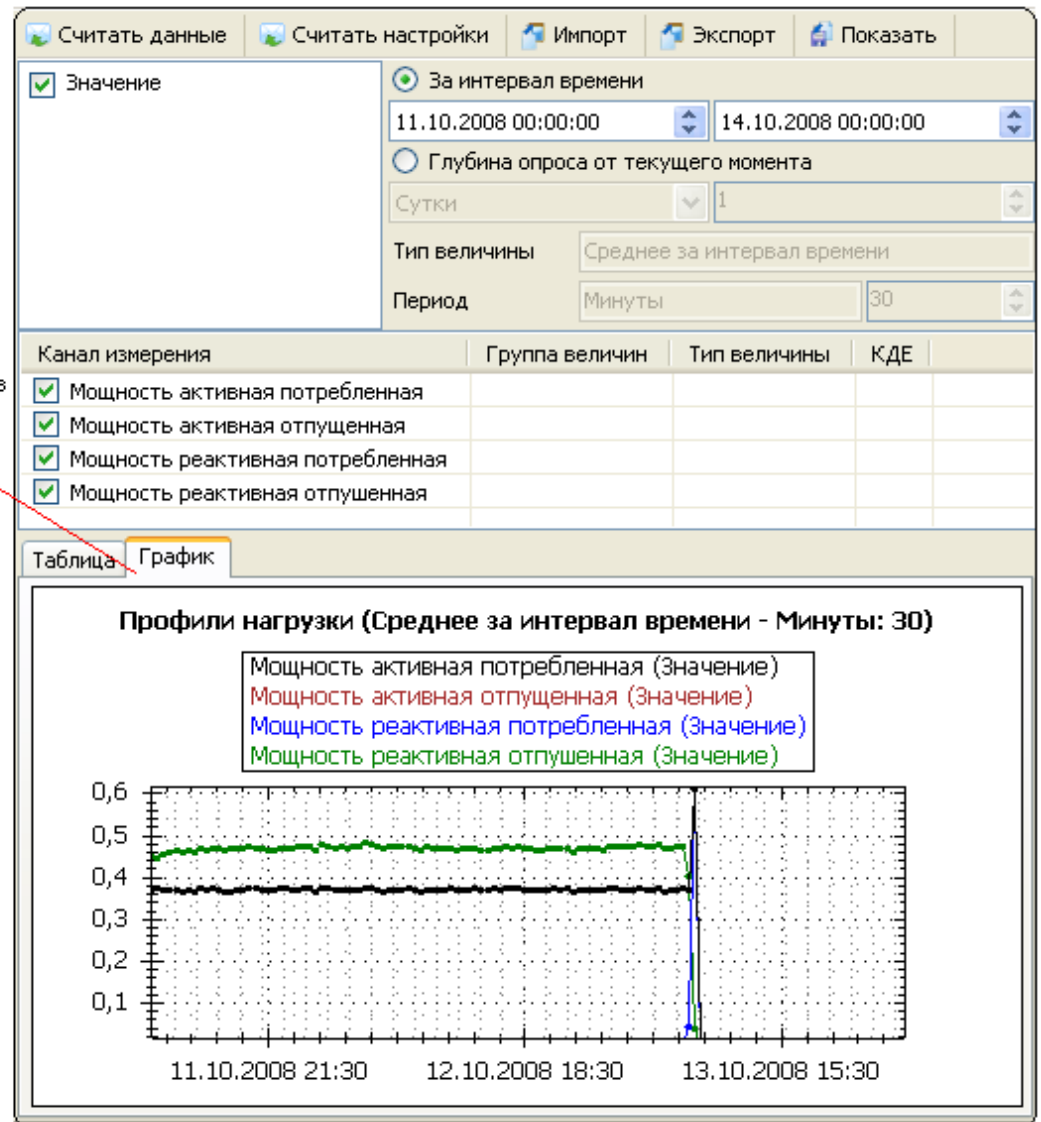 Считать данные Считать настройки Импорт Экспорт Показать
Значение
За интервал времени
11.10.2008 00:00:00 14.10.2008 00:00:00
Глубина опроса от текущего момента
Сутки 1
Тип величины Среднее за интервал времени
Период Минуты 30
Канал измерения Группа величин Тип величины КДЕ
в
Мощность активная потребленная
Мощность активная отпущенная
Мощность реактивная потребленная
Мощность реактивная отпушенная
Таблица График
Профили нагрузки (Среднее за интервал времени - Минуты: 30)
Мощность активная потребленная (Значение)
Мощность активная отпущенная (Значение)
Мощность реактивная потребленная (Значение)
Мощность реактивная отпушенная (Значение)
0,6
0,5
0,4
0,3
0,2
0,1
11.10.2008 21:30 12.10.2008 18:30 13.10.2008 15:30